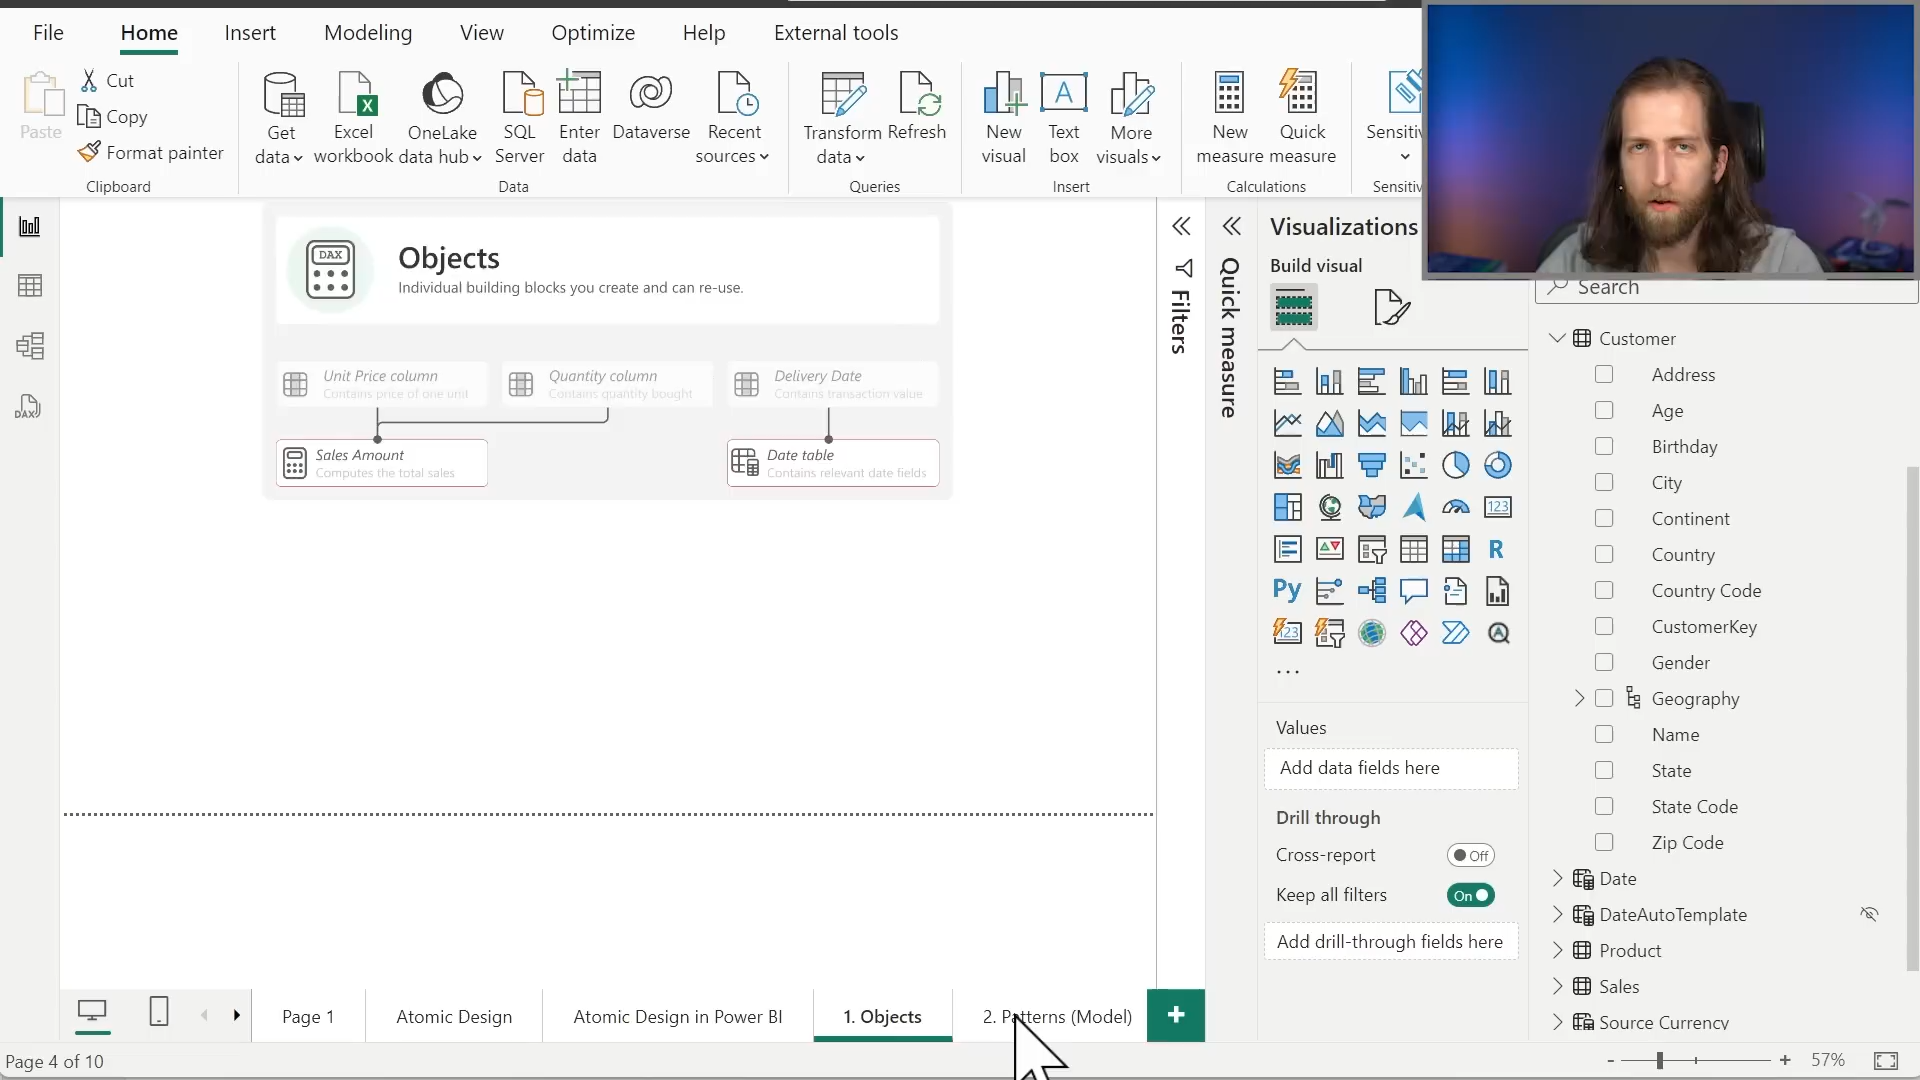 File
Home
Insert
Modeling
View
Optimize
Help
External tools
Paste
Cut
Copy
Format painter
Clipboard
Get
data
Excel
workbook
OneLake
data hub
SQL
Server
Enter
data
Dataverse
Recent
sources
Data
Transform
data
Refresh
Queries
New
visual
Text
box
More
visuals
Insert
New
measure
Quick
measure
Calculations
Sensitiv
Sensitiv
DAX
Objects
Individual building blocks you create and can re-use.
Unit Price column
Contains price of one unit
Quantity column
Contains quantity bought
Delivery Date
Contains transaction value
Sales Amount
Computes the total sales
Date table
Contains relevant date fields
Filters
Quick measure
Visualizations
Build visual
123
R
Py
123
...
Values
Add data fields here
Drill through
Cross-report
Off
Keep all filters
On
Add drill-through fields here
Search
Customer
Address
Age
Birthday
City
Continent
Country
Country Code
CustomerKey
Gender
Geography
Name
State
State Code
Zip Code
Date
DateAutoTemplate
Product
Sales
Source Currency
DAX
Page 1
Atomic Design
Atomic Design in Power BI
1. Objects
2. Patterns (Model)
+
Page 4 of 10
- + 57%